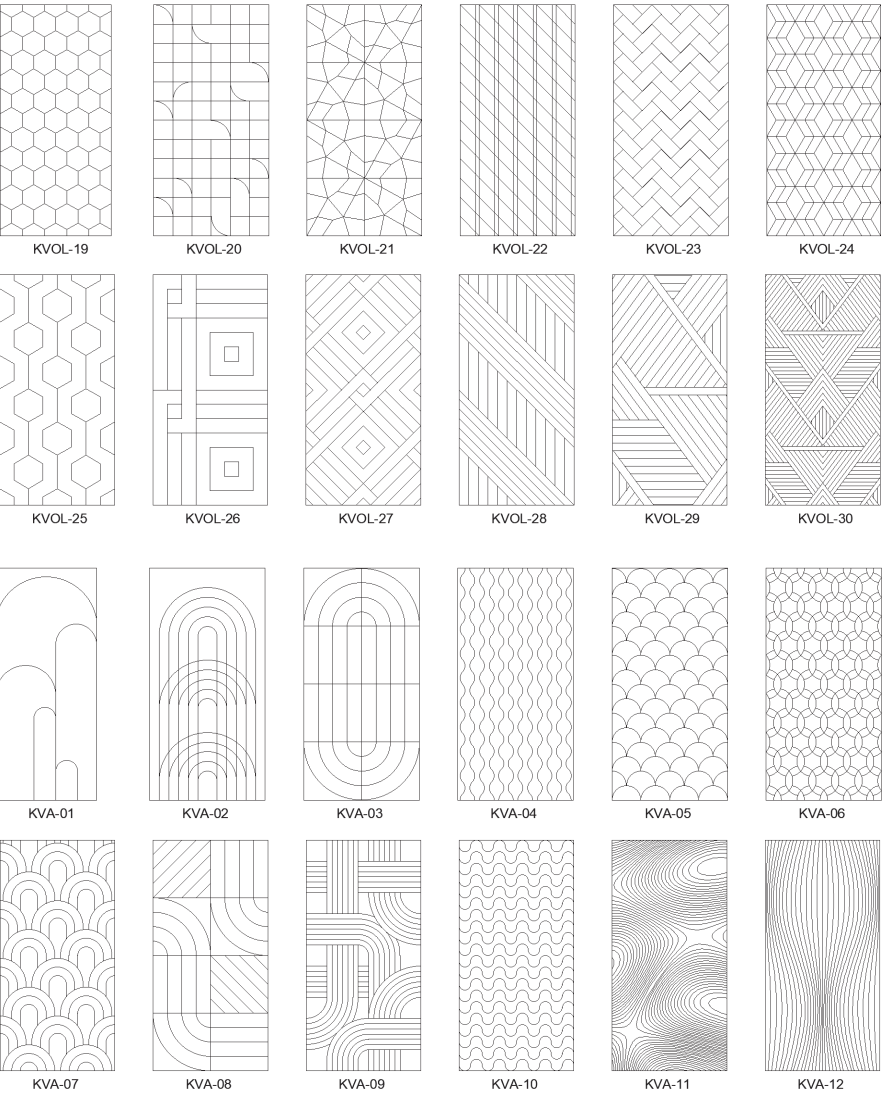 KVOL-19 KVOL-20 KVOL-21 KVOL-22 KVOL-23 KVOL-24
KVOL-25 KVOL-26 KVOL-27 KVOL-28 KVOL-29 KVOL-30
KVA-01 KVA-02 KVA-03 KVA-04 KVA-05 KVA-06
KVA-07 KVA-08 KVA-09 KVA-10 KVA-11 KVA-12